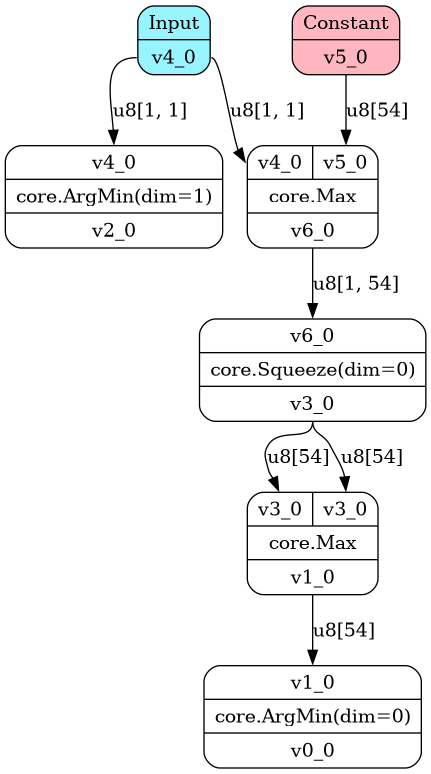 Input
v4_0
Constant
v5_0
u8[1, 1]
u8[1, 1]
u8[54]
v4_0
core.ArgMin(dim=1)
v2_0
v4_0 v5_0
core.Max
v6_0
u8[1, 54]
v6_0
core.Squeeze(dim=0)
v3_0
u8[54]
u8[54]
v3_0 v3_0
core.Max
v1_0
u8[54]
v1_0
core.ArgMin(dim=0)
v0_0